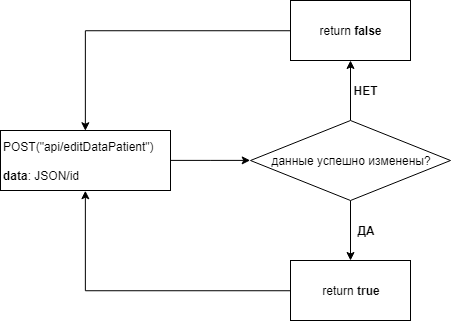 return false
НЕТ
POST("api/editDataPatient")
data: JSON/id
данные успешно изменены?
ДА
return true